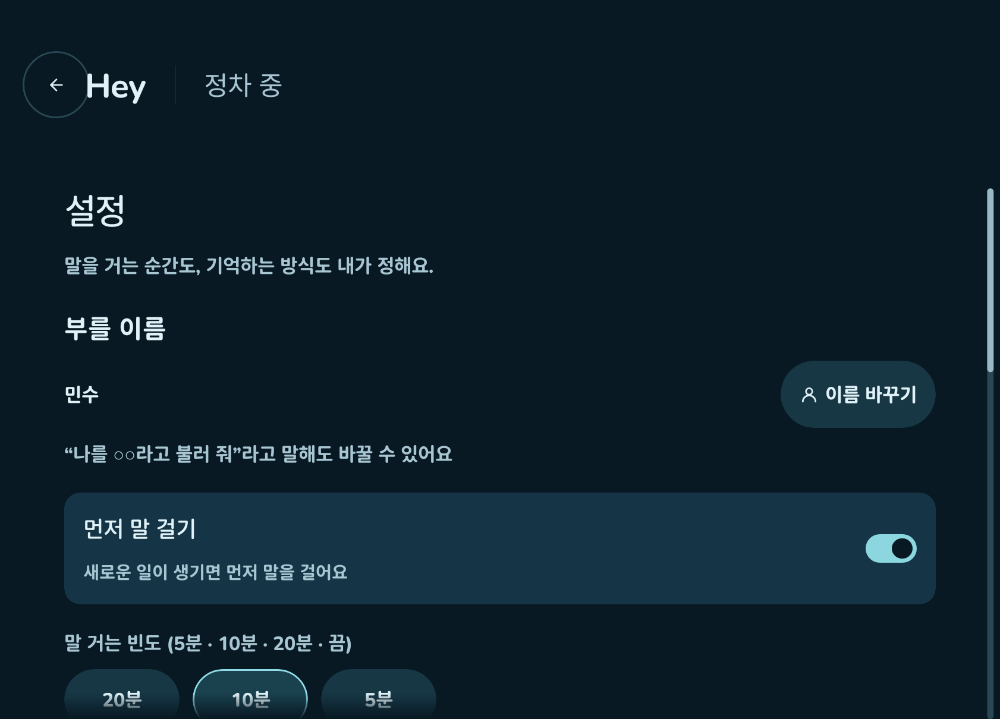 Hey
정차 중
설정
말을 거는 순간도, 기억하는 방식도 내가 정해요.
부를 이름
민수
이름 바꾸기
“나를 ○○라고 불러 줘”라고 말해도 바꿀 수 있어요
먼저 말 걸기
새로운 일이 생기면 먼저 말을 걸어요
말 거는 빈도 (5분 · 10분 · 20분 · 끔)
20분
10분
5분